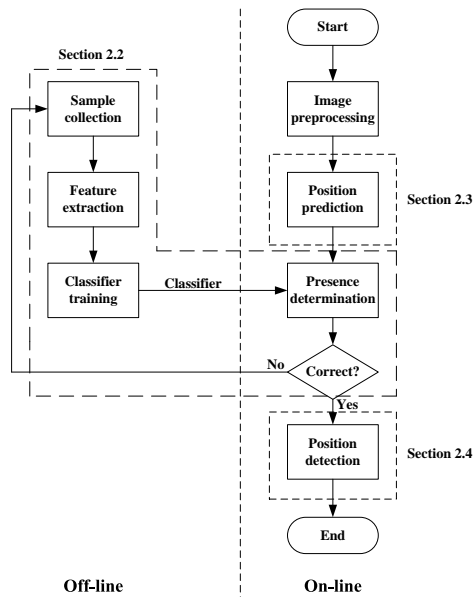 Start
Section 2.2
Sample
collection
Image
preprocessing
Feature
extraction
Position
prediction
Section 2.3
Classifier
training
Classifier
Presence
determination
No
Correct?
Yes
Position
detection
Section 2.4
End
Off-line
On-line